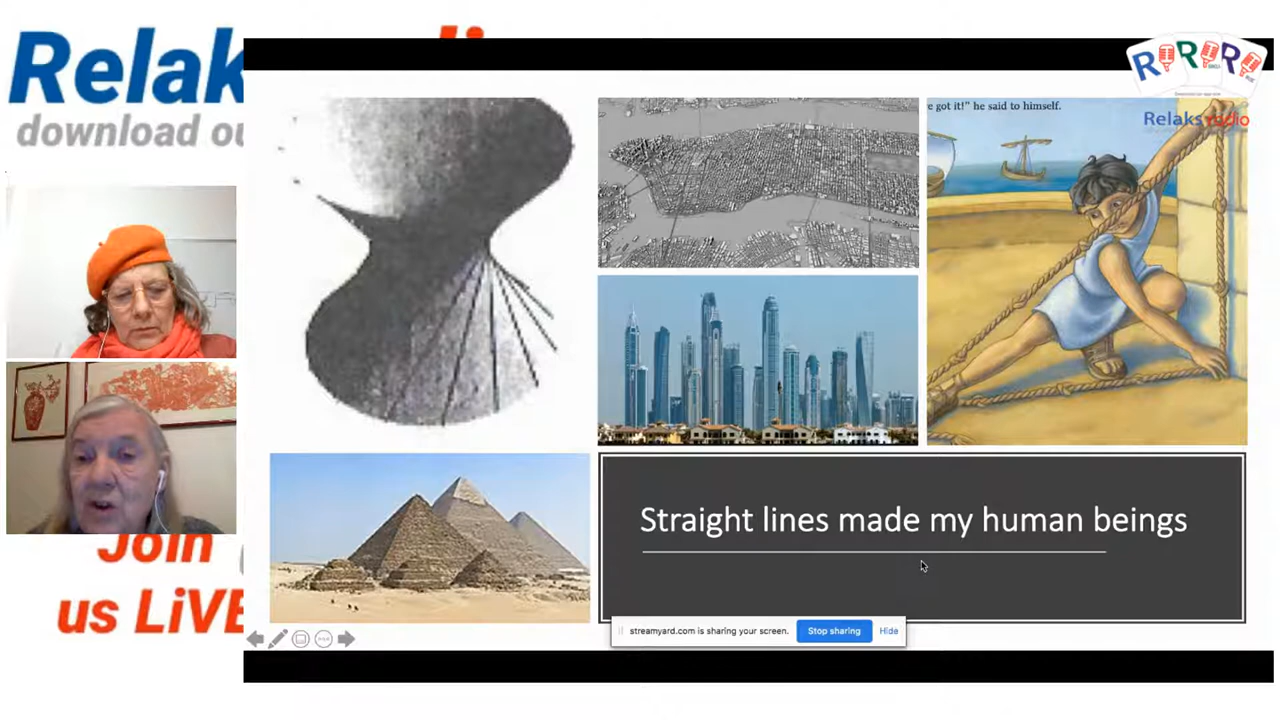 Relak
download ou
e got it!” he said to himself.
Relaksradio
Straight lines made my human beings
Join
us LiVE
streamyard.com is sharing your screen.
Stop sharing
Hide